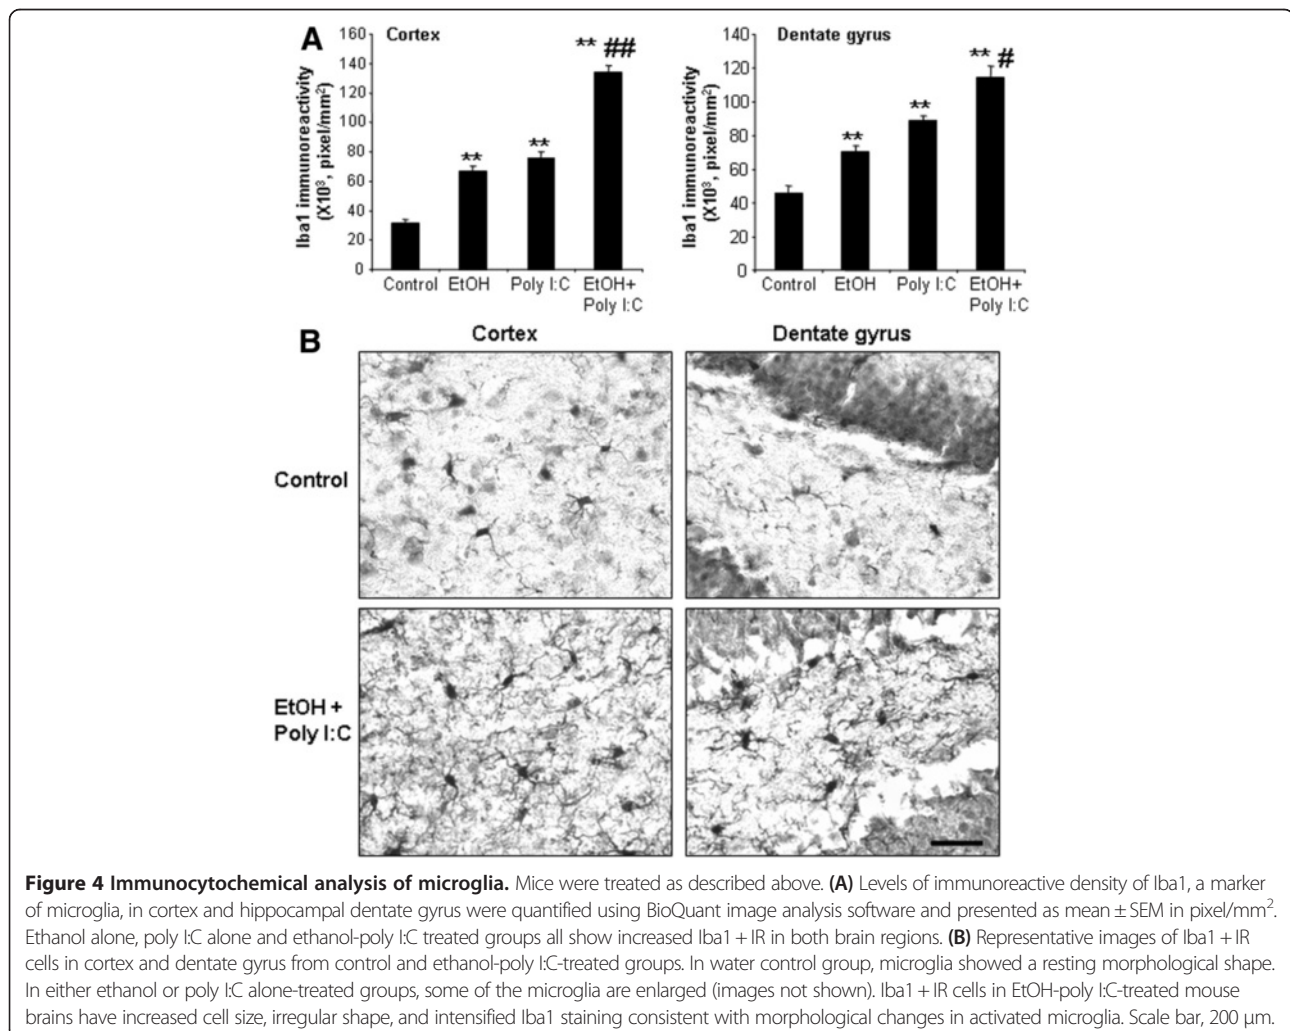 A
Cortex
Iba1 immunoreactivity
(X10³, pixel/mm²)
160
140
120
100
80
60
40
20
0
**
**
** ##
Control EtOH Poly I:C EtOH+
Poly I:C
Dentate gyrus
Iba1 immunoreactivity
(X10³, pixel/mm²)
140
120
100
80
60
40
20
0
**
**
** #
Control EtOH Poly I:C EtOH+
Poly I:C
B
Cortex Dentate gyrus
Control
EtOH +
Poly I:C
Figure 4 Immunocytochemical analysis of microglia. Mice were treated as described above. (A) Levels of immunoreactive density of Iba1, a marker
of microglia, in cortex and hippocampal dentate gyrus were quantified using BioQuant image analysis software and presented as mean ± SEM in pixel/mm².
Ethanol alone, poly I:C alone and ethanol-poly I:C treated groups all show increased Iba1 + IR in both brain regions. (B) Representative images of Iba1 + IR
cells in cortex and dentate gyrus from control and ethanol-poly I:C-treated groups. In water control group, microglia showed a resting morphological shape.
In either ethanol or poly I:C alone-treated groups, some of the microglia are enlarged (images not shown). Iba1 + IR cells in EtOH-poly I:C-treated mouse
brains have increased cell size, irregular shape, and intensified Iba1 staining consistent with morphological changes in activated microglia. Scale bar, 200 μm.